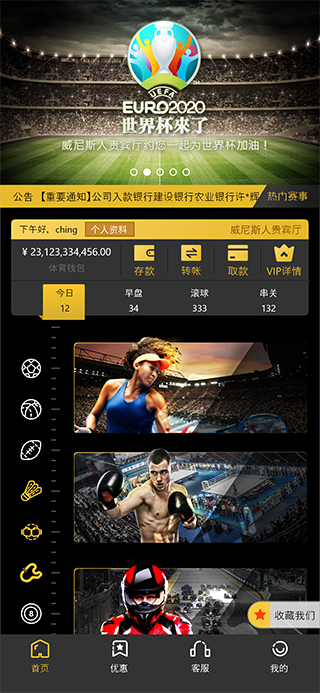 UEFA
EURO2020
世界杯來了
威尼斯人贵宾厅约您一起为世界杯加油！
公告 【重要通知】公司入款银行建设银行农业银行许*辉
热门赛事
下午好，ching 个人资料 威尼斯人贵宾厅
¥ 23,123,334,456.00
体育钱包
存款 转帐 取款 VIP详情
今日 早盘 滚球 串关
12 34 333 132
8
收藏我们
首页 优惠 客服 我的